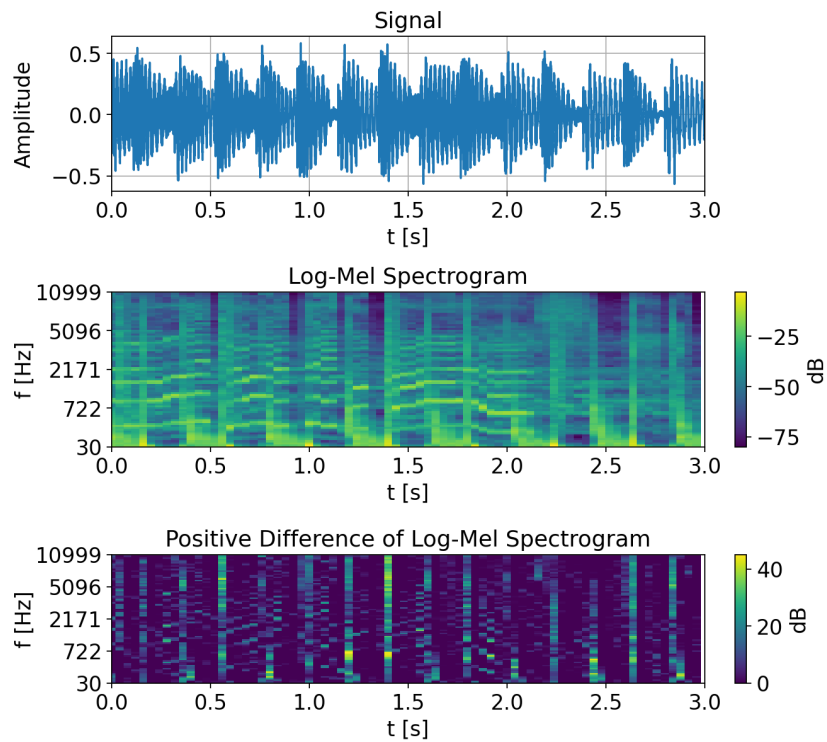 Signal
Amplitude
0.5
0.0
−0.5
0.0 0.5 1.0 1.5 2.0 2.5 3.0
t [s]
Log-Mel Spectrogram
f [Hz]
10999
5096
2171
722
30
0.0 0.5 1.0 1.5 2.0 2.5 3.0
t [s]
−25
−50
−75
dB
Positive Difference of Log-Mel Spectrogram
f [Hz]
10999
5096
2171
722
30
0.0 0.5 1.0 1.5 2.0 2.5 3.0
t [s]
40
20
0
dB